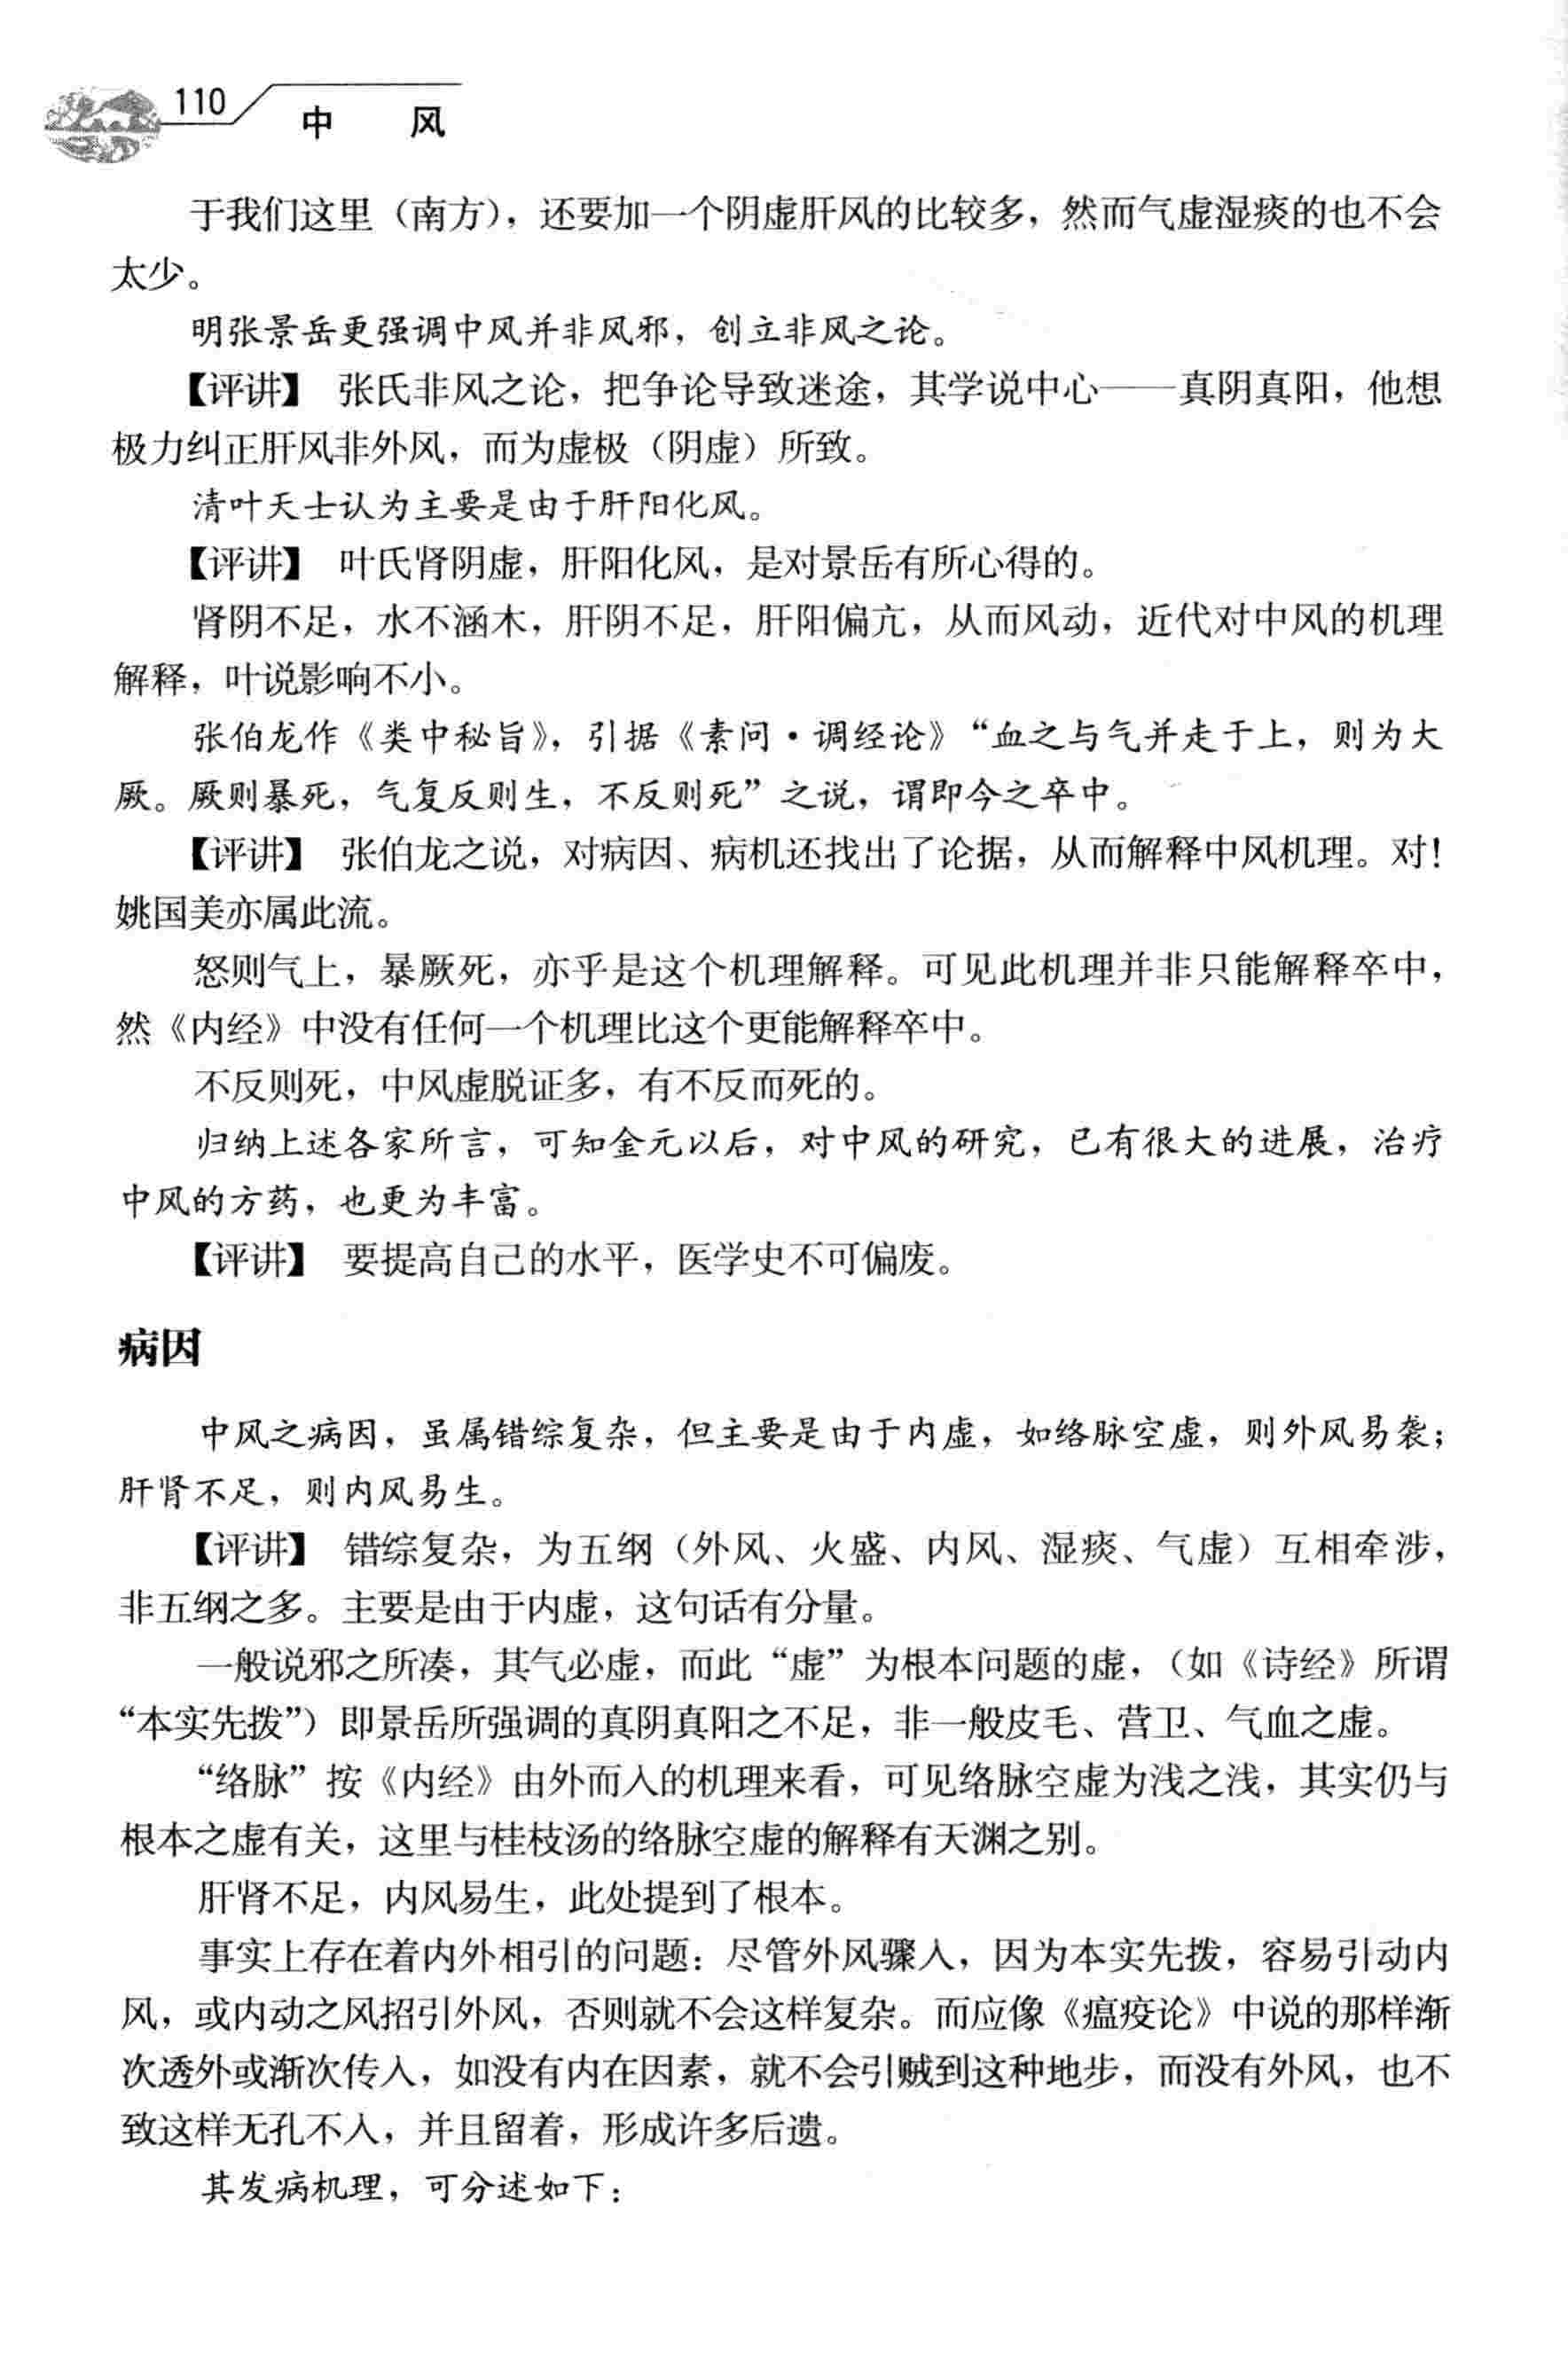 110
中 风
于我们这里（南方），还要加一个阴虚肝风的比较多，然而气虚湿痰的也不会
太少。
明张景岳更强调中风并非风邪，创立非风之论。
【评讲】 张氏非风之论，把争论导致迷途，其学说中心——真阴真阳，他想
极力纠正肝风非外风，而为虚极（阴虚）所致。
清叶天士认为主要是由于肝阳化风。
【评讲】 叶氏肾阴虚，肝阳化风，是对景岳有所心得的。
肾阴不足，水不涵木，肝阴不足，肝阳偏亢，从而风动，近代对中风的机理
解释，叶说影响不小。
张伯龙作《类中秘旨》，引据《素问·调经论》“血之与气并走于上，则为大
厥。厥则暴死，气复反则生，不反则死”之说，谓即今之卒中。
【评讲】 张伯龙之说，对病因、病机还找出了论据，从而解释中风机理。对！
姚国美亦属此流。
怒则气上，暴厥死，亦乎是这个机理解释。可见此机理并非只能解释卒中，
然《内经》中没有任何一个机理比这个更能解释卒中。
不反则死，中风虚脱证多，有不反而死的。
归纳上述各家所言，可知金元以后，对中风的研究，已有很大的进展，治疗
中风的方药，也更为丰富。
【评讲】 要提高自己的水平，医学史不可偏废。
病因
中风之病因，虽属错综复杂，但主要是由于内虚，如络脉空虚，则外风易袭；
肝肾不足，则内风易生。
【评讲】 错综复杂，为五纲（外风、火盛、内风、湿痰、气虚）互相牵涉，
非五纲之多。主要是由于内虚，这句话有分量。
一般说邪之所凑，其气必虚，而此“虚”为根本问题的虚，（如《诗经》所谓
“本实先拨”）即景岳所强调的真阴真阳之不足，非一般皮毛、营卫、气血之虚。
“络脉”按《内经》由外而入的机理来看，可见络脉空虚为浅之浅，其实仍与
根本之虚有关，这里与桂枝汤的络脉空虚的解释有天渊之别。
肝肾不足，内风易生，此处提到了根本。
事实上存在着内外相引的问题：尽管外风骤入，因为本实先拨，容易引动内
风，或内动之风招引外风，否则就不会这样复杂。而应像《瘟疫论》中说的那样渐
次透外或渐次传入，如没有内在因素，就不会引贼到这种地步，而没有外风，也不
致这样无孔不入，并且留着，形成许多后遗。
其发病机理，可分述如下：